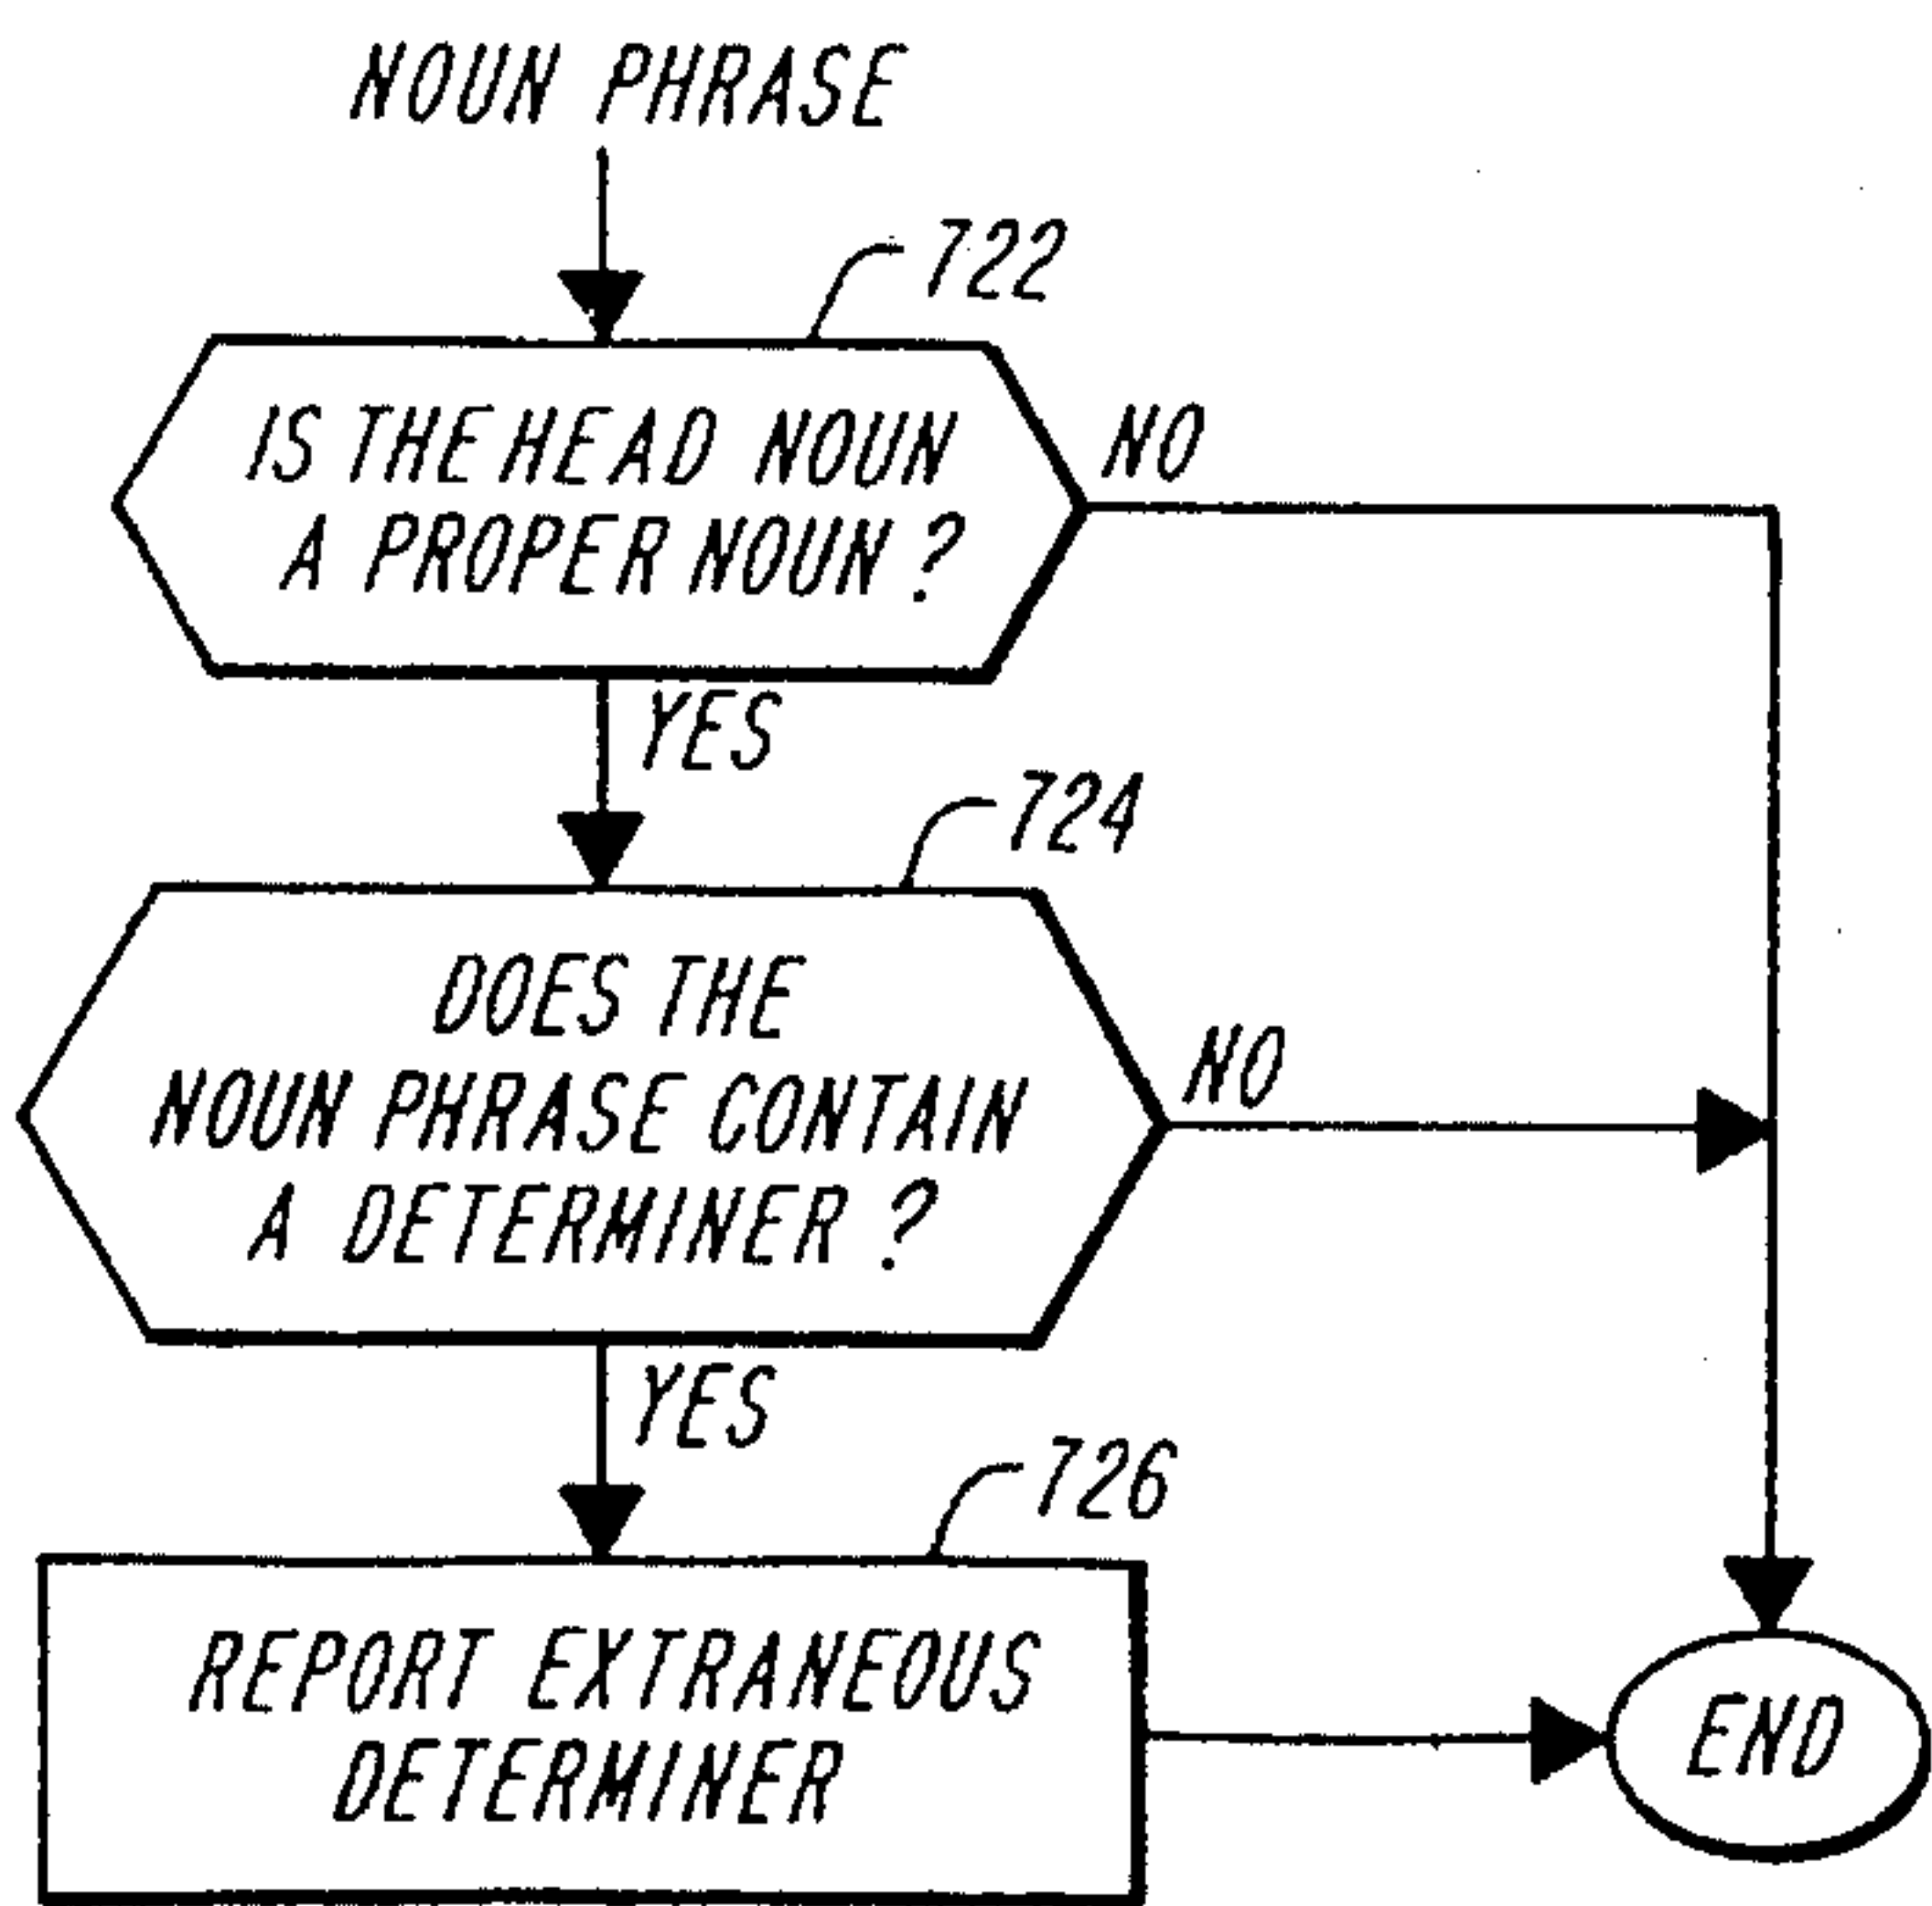 NOUN PHRASE
722
IS THE HEAD NOUN
A PROPER NOUN ?
NO
YES
724
DOES THE
NOUN PHRASE CONTAIN
A DETERMINER ?
NO
YES
726
REPORT EXTRANEOUS
DETERMINER
END